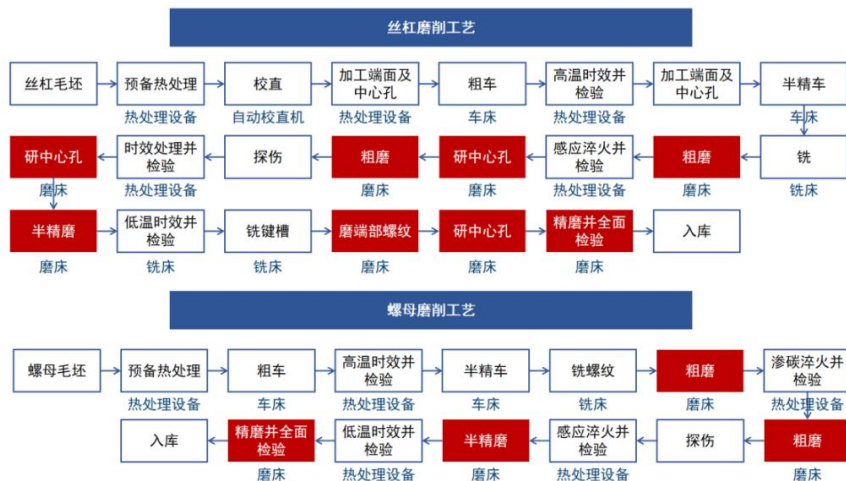 丝杠磨削工艺
丝杠毛坯 预备热处理 校直 加工端面及中心孔 粗车 高温时效并检验 加工端面及中心孔 半精车
热处理设备 自动校直机 热处理设备 车床 热处理设备 车床
研中心孔 时效处理并检验 探伤 粗磨 研中心孔 感应淬火并检验 粗磨 铣
磨床 热处理设备 磨床 磨床 热处理设备 磨床 铣床
半精磨 低温时效并检验 铣键槽 磨端部螺纹 研中心孔 精磨并全面检验 入库
磨床 铣床 铣床 磨床 磨床 磨床
螺母磨削工艺
螺母毛坯 预备热处理 粗车 高温时效并检验 半精车 铣螺纹 粗磨 渗碳淬火并检验
热处理设备 车床 热处理设备 车床 铣床 磨床 热处理设备
入库 精磨并全面检验 低温时效并检验 半精磨 感应淬火并检验 探伤 粗磨
磨床 热处理设备 磨床 热处理设备 磨床